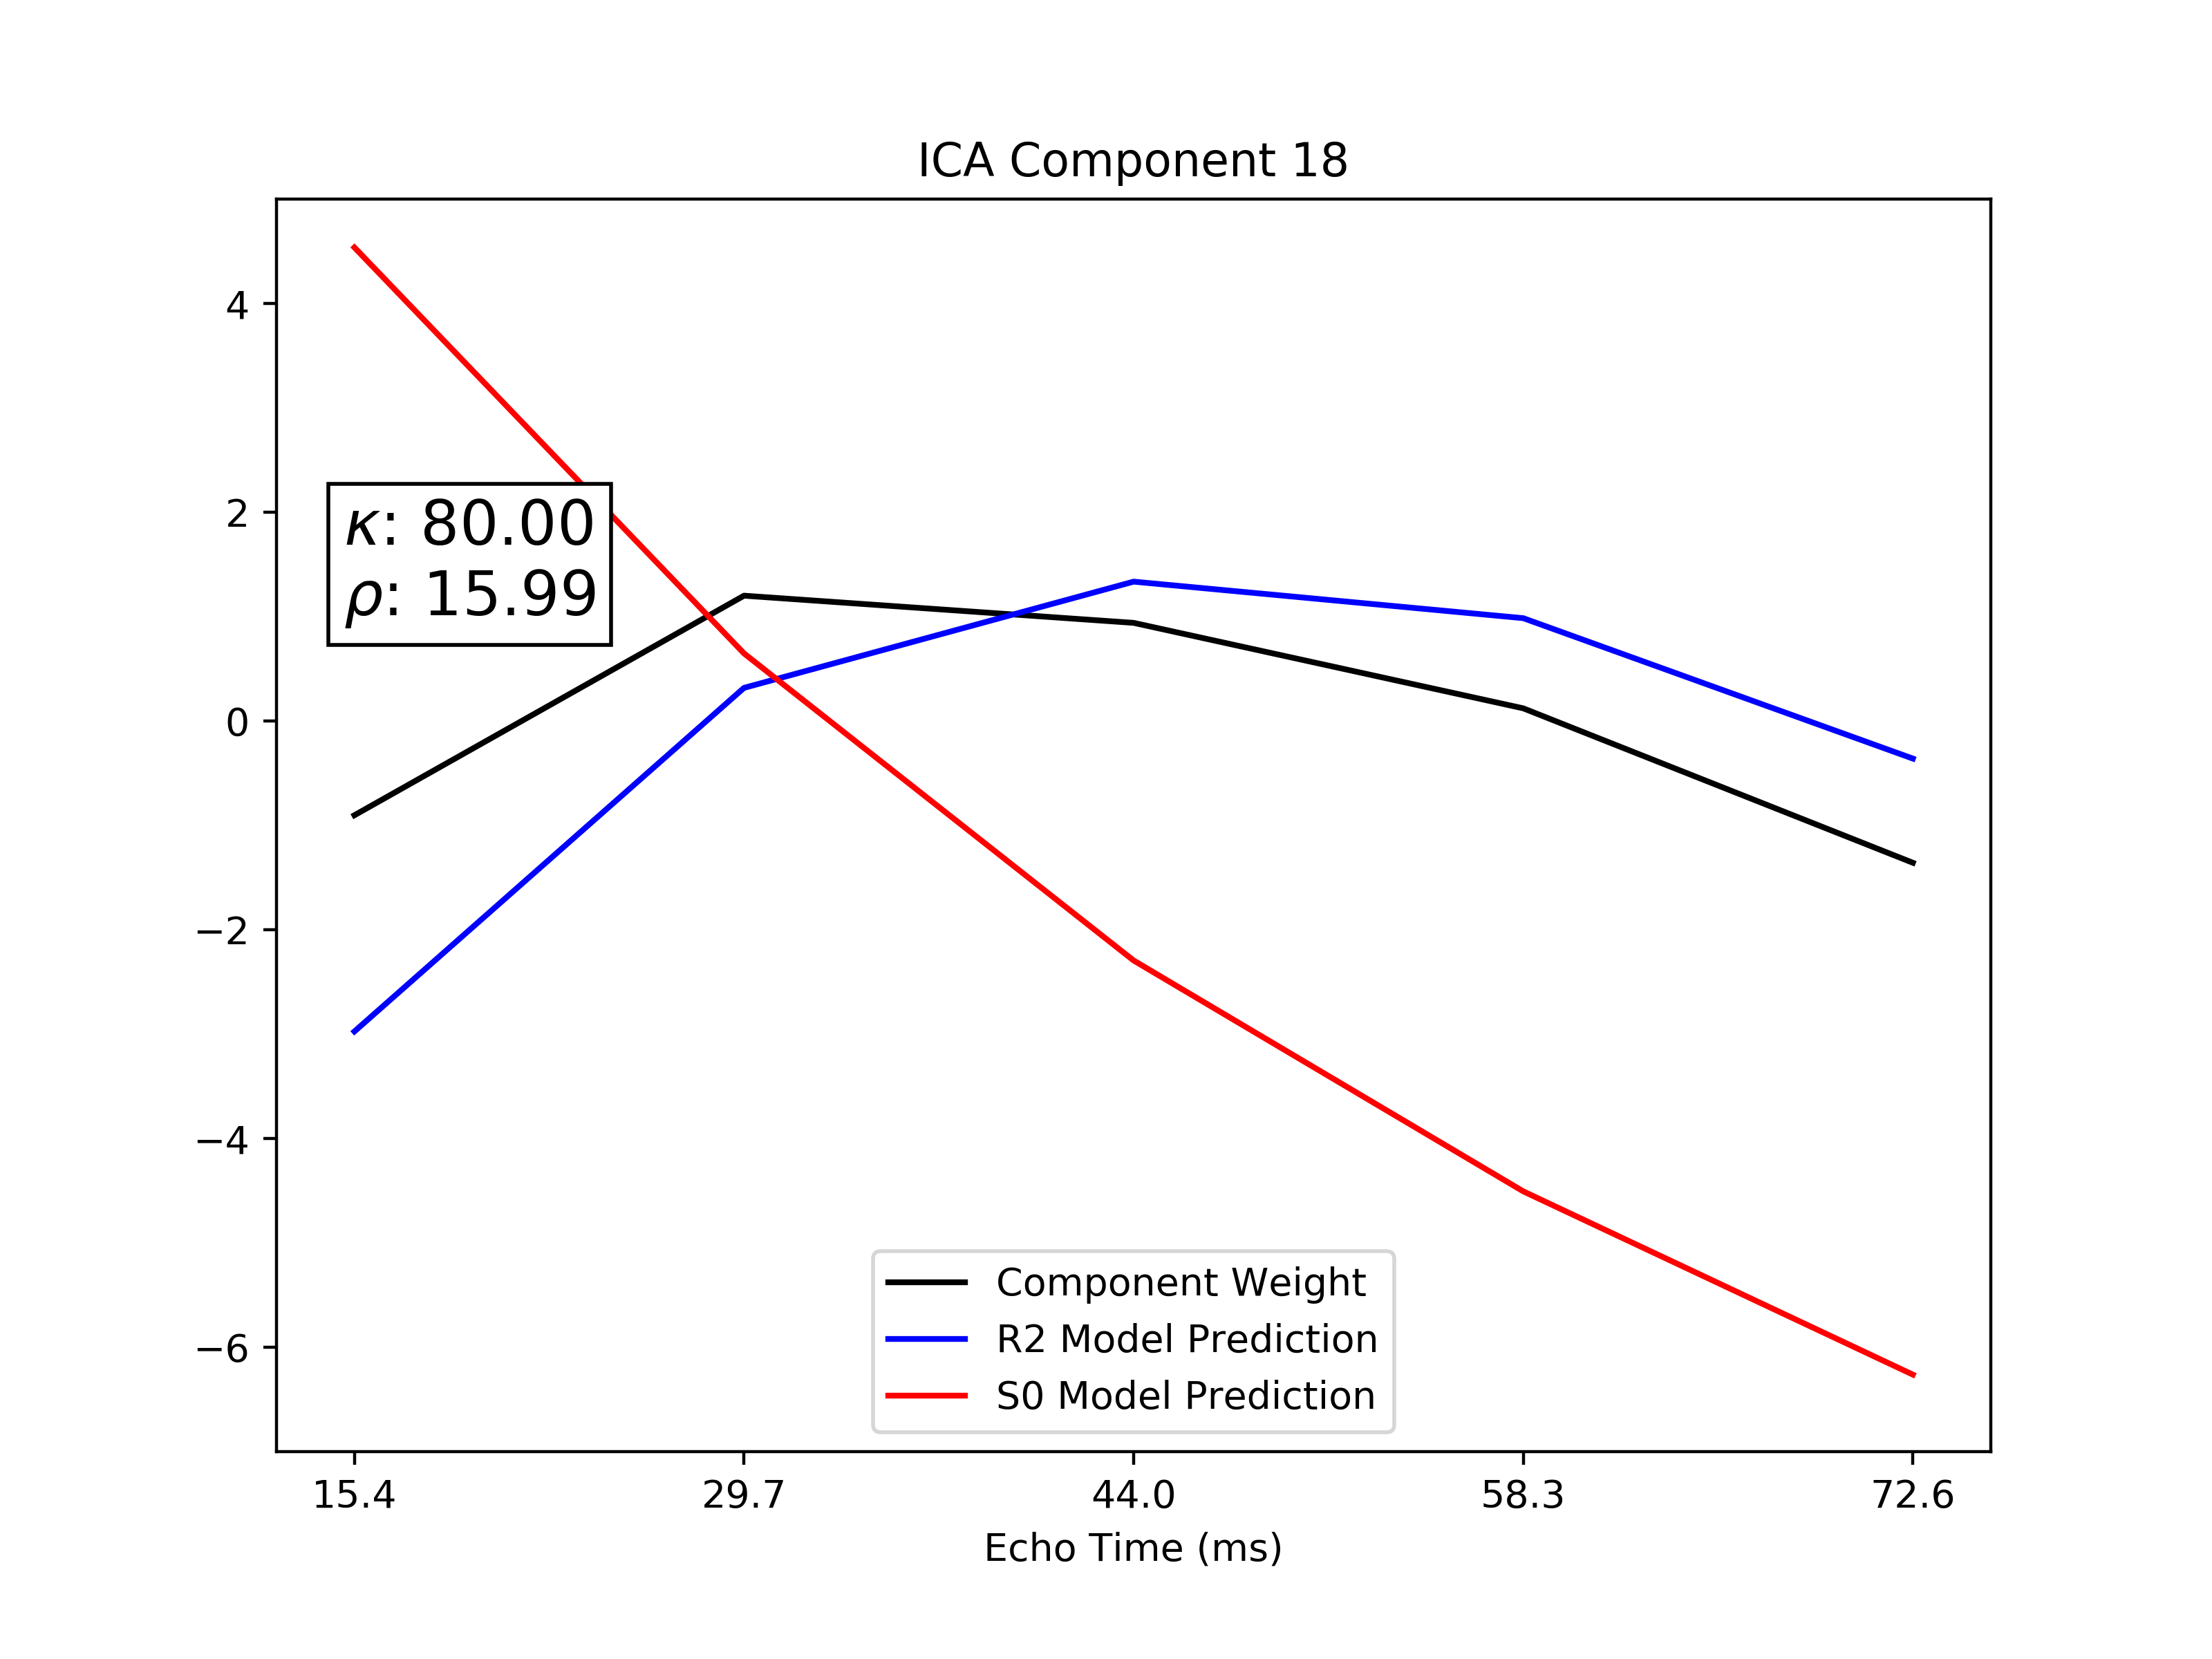 ICA Component 18
4
2
0
−2
−4
−6
κ: 80.00
ρ: 15.99
Component Weight
R2 Model Prediction
S0 Model Prediction
15.4 29.7 44.0 58.3 72.6
Echo Time (ms)